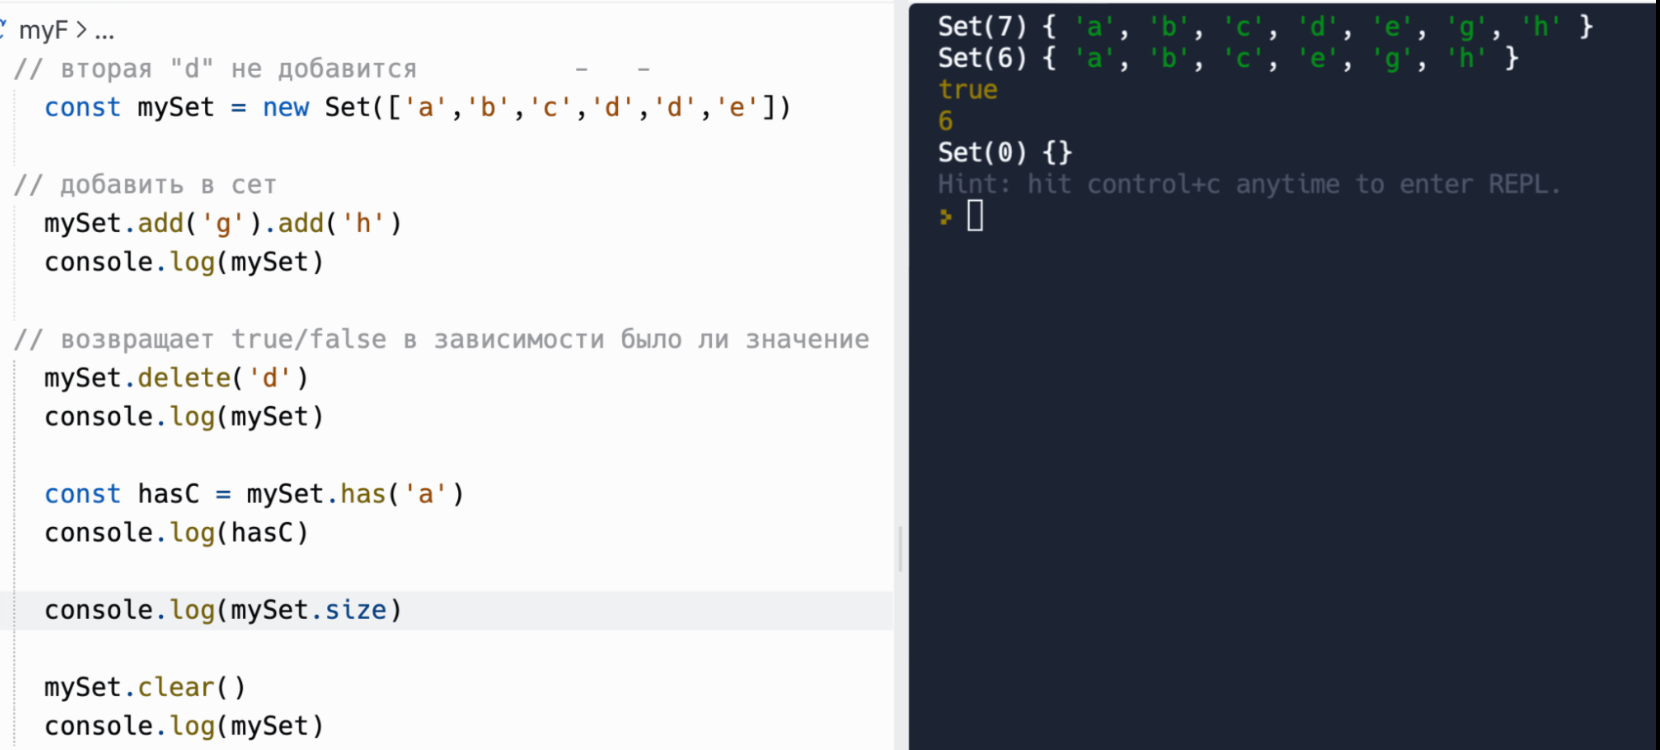 myF > ...
// вторая "d" не добавится - -
const mySet = new Set(['a','b','c','d','d','e'])
// добавить в сет
mySet.add('g').add('h')
console.log(mySet)
// возвращает true/false в зависимости было ли значение
mySet.delete('d')
console.log(mySet)
const hasC = mySet.has('a')
console.log(hasC)
console.log(mySet.size)
mySet.clear()
console.log(mySet)
Set(7) { 'a', 'b', 'c', 'd', 'e', 'g', 'h' }
Set(6) { 'a', 'b', 'c', 'e', 'g', 'h' }
true
6
Set(0) {}
Hint: hit control+c anytime to enter REPL.